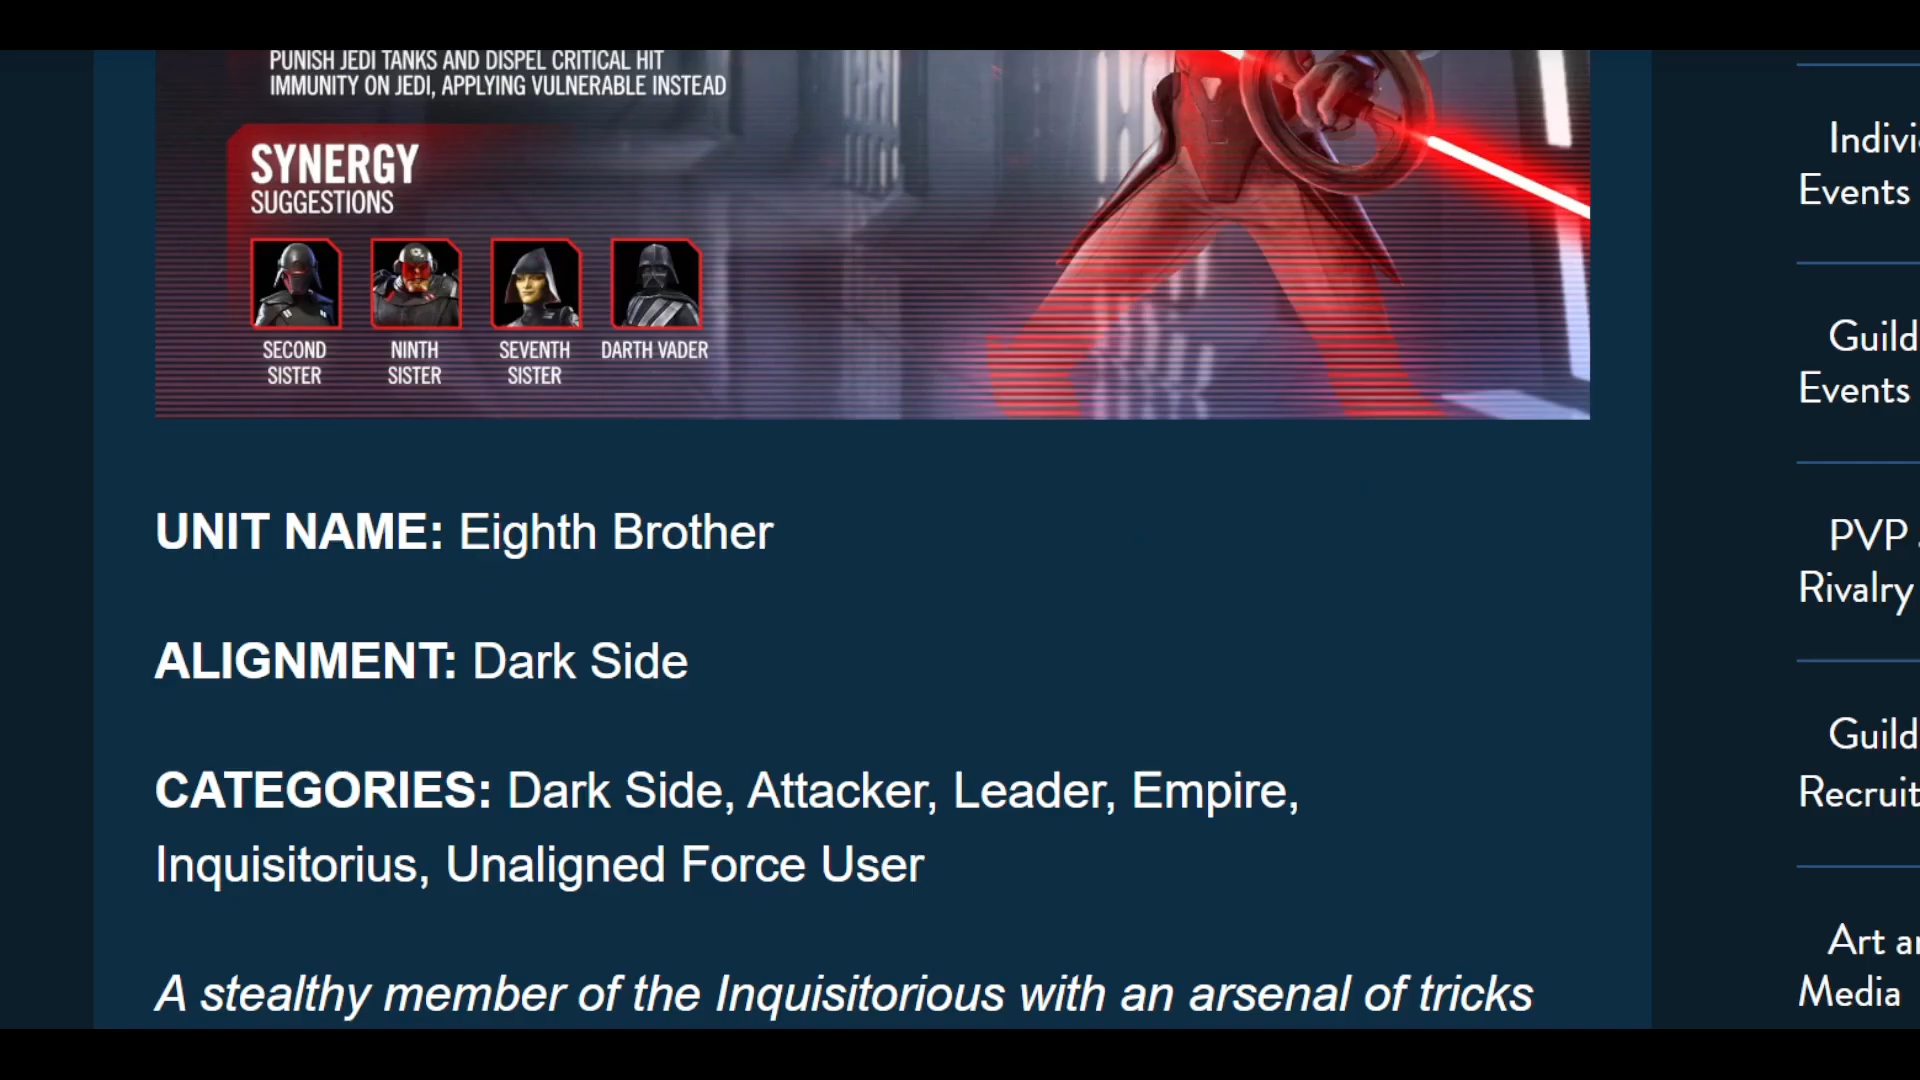 PUNISH JEDI TANKS AND DISPEL CRITICAL HIT
IMMUNITY ON JEDI, APPLYING VULNERABLE INSTEAD
SYNERGY
SUGGESTIONS
SECOND
SISTER
NINTH
SISTER
SEVENTH
SISTER
DARTH VADER
UNIT NAME: Eighth Brother
ALIGNMENT: Dark Side
CATEGORIES: Dark Side, Attacker, Leader, Empire,
Inquisitorius, Unaligned Force User
A stealthy member of the Inquisitorious with an arsenal of tricks
Events
Guild
Events
PVP
Rivalry
Guild
Media